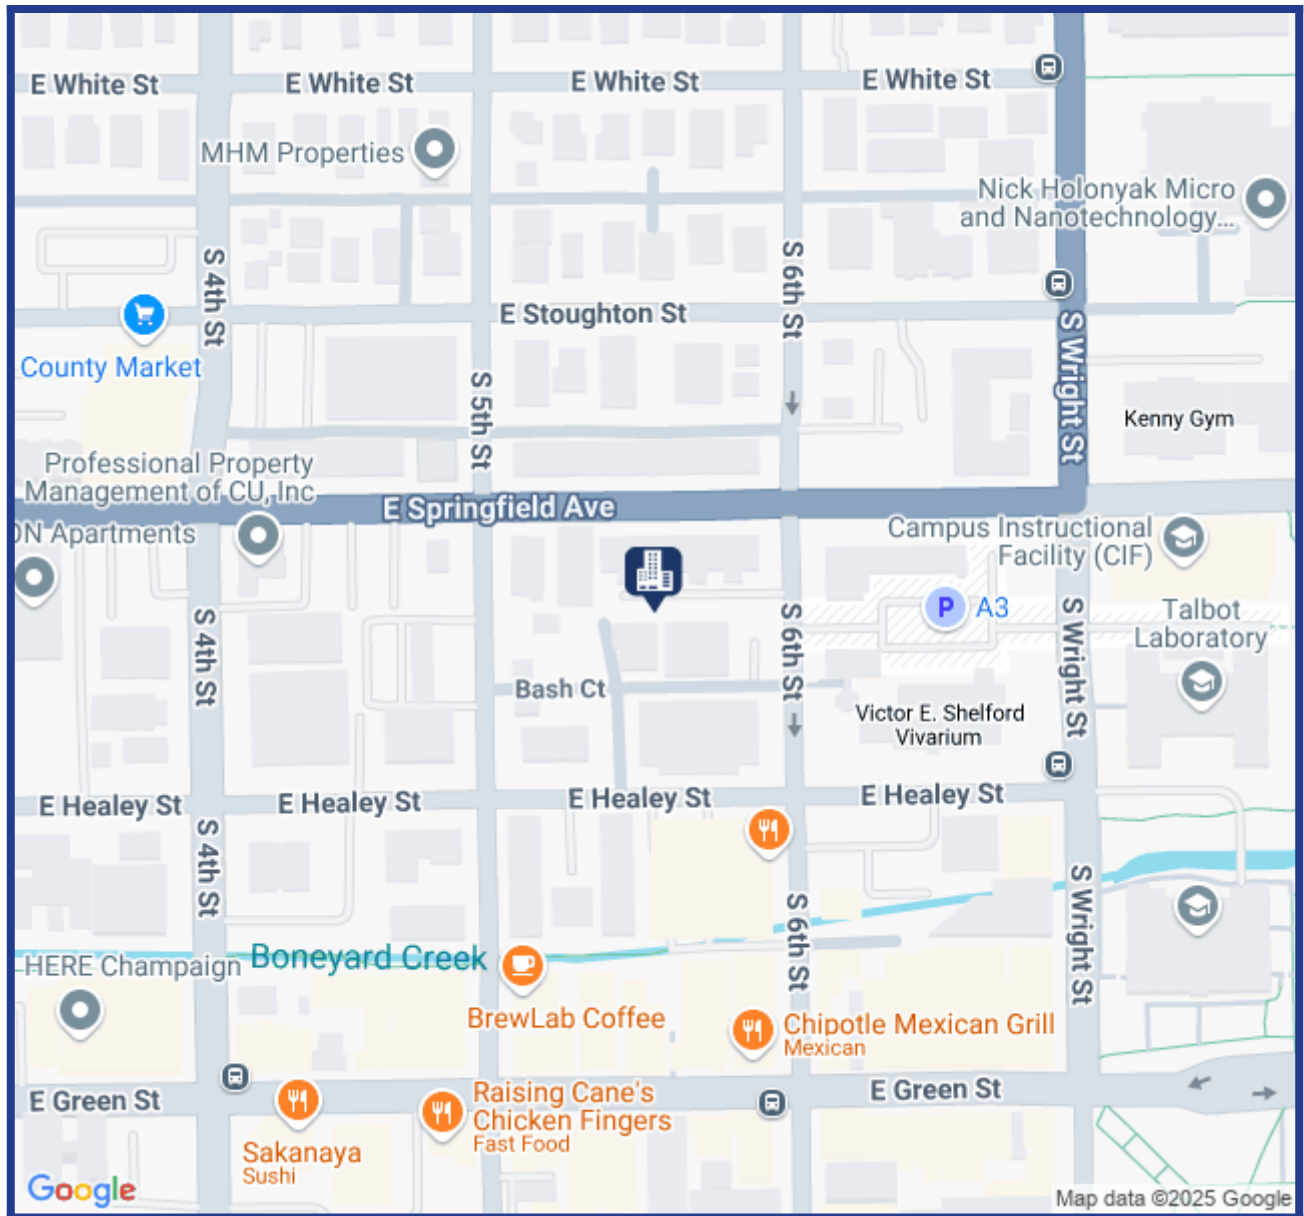 E White St
E White St
E White St
E White St
MHM Properties
Nick Holonyak Micro
and Nanotechnology...
S 4th St
S 6th St
E Stoughton St
County Market
S 5th St
S Wright St
Kenny Gym
Professional Property
Management of CU, Inc
E Springfield Ave
ON Apartments
Campus Instructional
Facility (CIF)
P A3
Talbot
Laboratory
S 4th St
S 6th St
S Wright St
Bash Ct
Victor E. Shelford
Vivarium
E Healey St
E Healey St
E Healey St
E Healey St
S 4th St
S 6th St
S Wright St
Boneyard Creek
HERE Champaign
BrewLab Coffee
Chipotle Mexican Grill
Mexican
E Green St
E Green St
Raising Cane's
Chicken Fingers
Fast Food
Sakanaya
Sushi
Google
Map data ©2025 Google